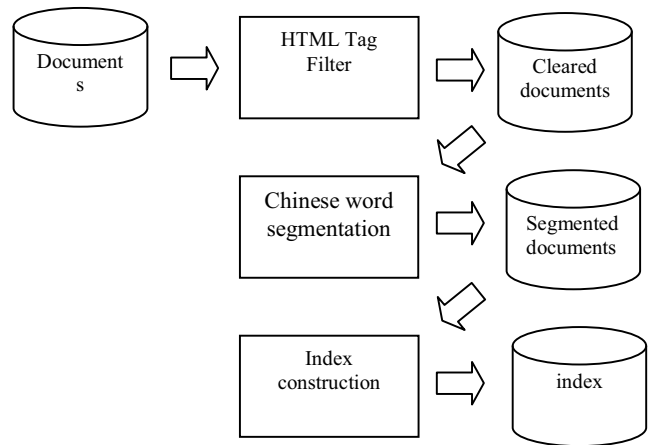 Document
s
HTML Tag
Filter
Cleared
documents
Chinese word
segmentation
Segmented
documents
Index
construction
index